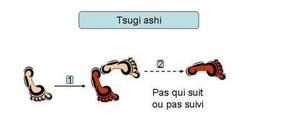 Tsugi ashi
1
2
Pas qui suit
ou pas suivi